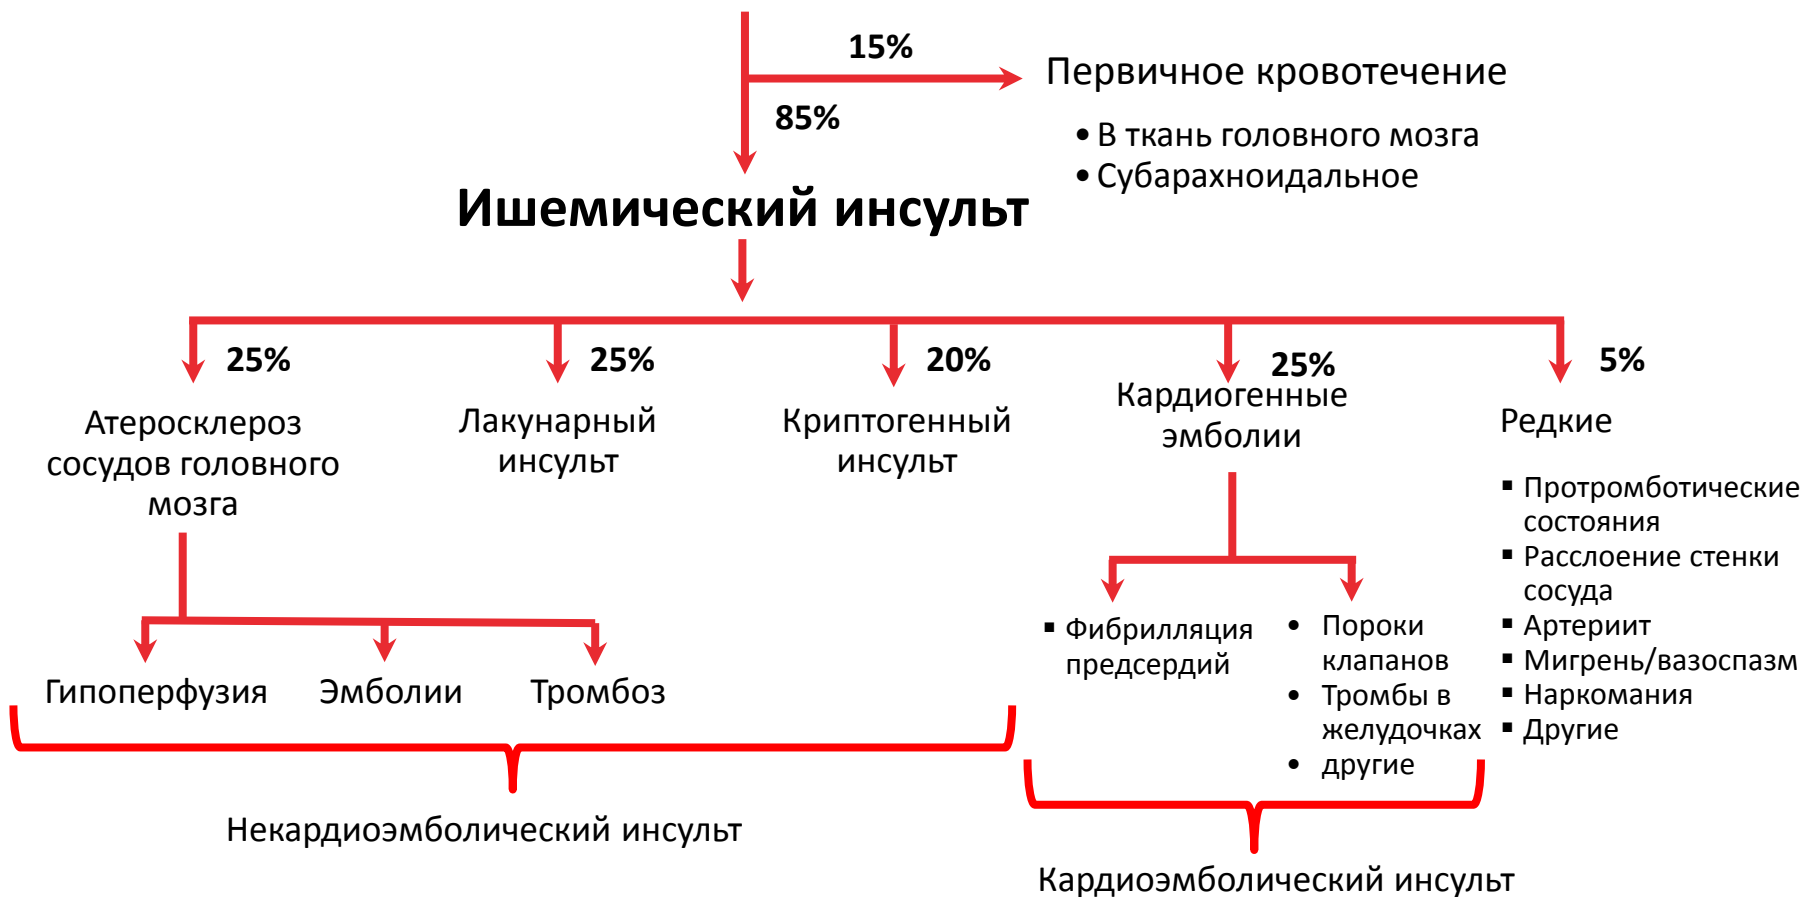 15%
Первичное кровотечение
85%
• В ткань головного мозга
• Субарахноидальное
Ишемический инсульт
25%
Атеросклероз
сосудов головного
мозга
25%
Лакунарный
инсульт
20%
Криптогенный
инсульт
25%
Кардиогенные
эмболии
5%
Редкие
▪ Протромботические
состояния
▪ Расслоение стенки
сосуда
▪ Артериит
▪ Мигрень/вазоспазм
▪ Наркомания
▪ Другие
Гипоперфузия
Эмболии
Тромбоз
▪ Фибрилляция
предсердий
• Пороки
клапанов
• Тромбы в
желудочках
• другие
Некардиоэмболический инсульт
Кардиоэмболический инсульт